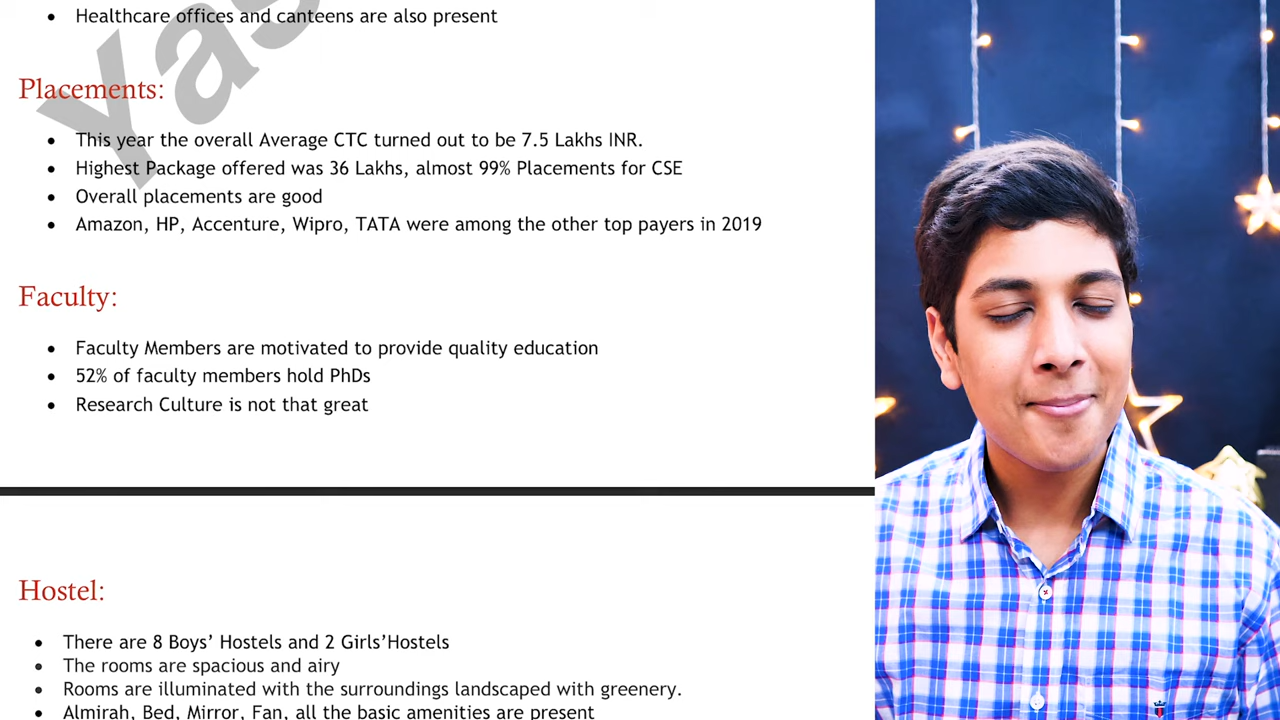 Healthcare offices and canteens are also present
Placements:
This year the overall Average CTC turned out to be 7.5 Lakhs INR.
Highest Package offered was 36 Lakhs, almost 99% Placements for CSE
Overall placements are good
Amazon, HP, Accenture, Wipro, TATA were among the other top payers in 2019
Faculty:
Faculty Members are motivated to provide quality education
52% of faculty members hold PhDs
Research Culture is not that great
Hostel:
There are 8 Boys’ Hostels and 2 Girls’Hostels
The rooms are spacious and airy
Rooms are illuminated with the surroundings landscaped with greenery.
Almirah, Bed, Mirror, Fan, all the basic amenities are present